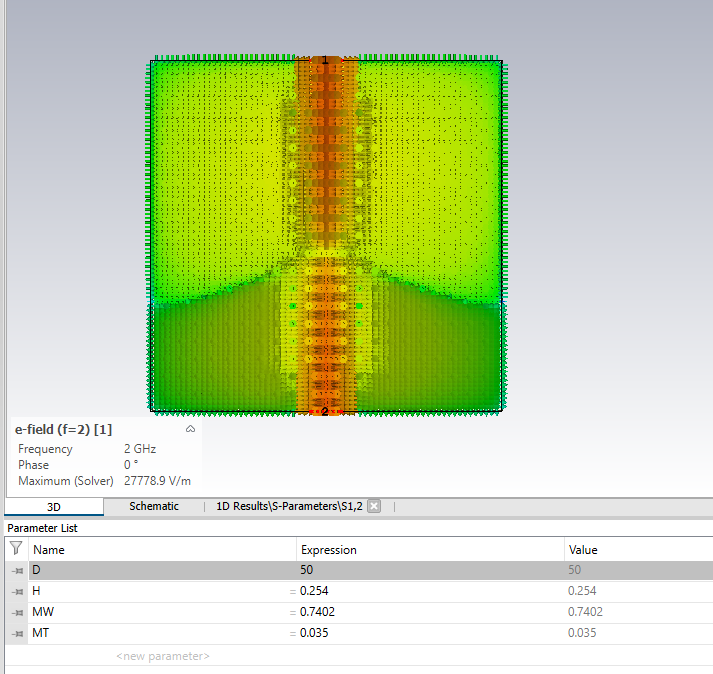 1
2
e-field (f=2) [1]
Frequency 2 GHz
Phase 0 °
Maximum (Solver) 27778.9 V/m
3D Schematic 1D Results\S-Parameters\S1,2
Parameter List
Name Expression Value
D 50 50
H = 0.254 0.254
MW = 0.7402 0.7402
MT = 0.035 0.035
<new parameter>